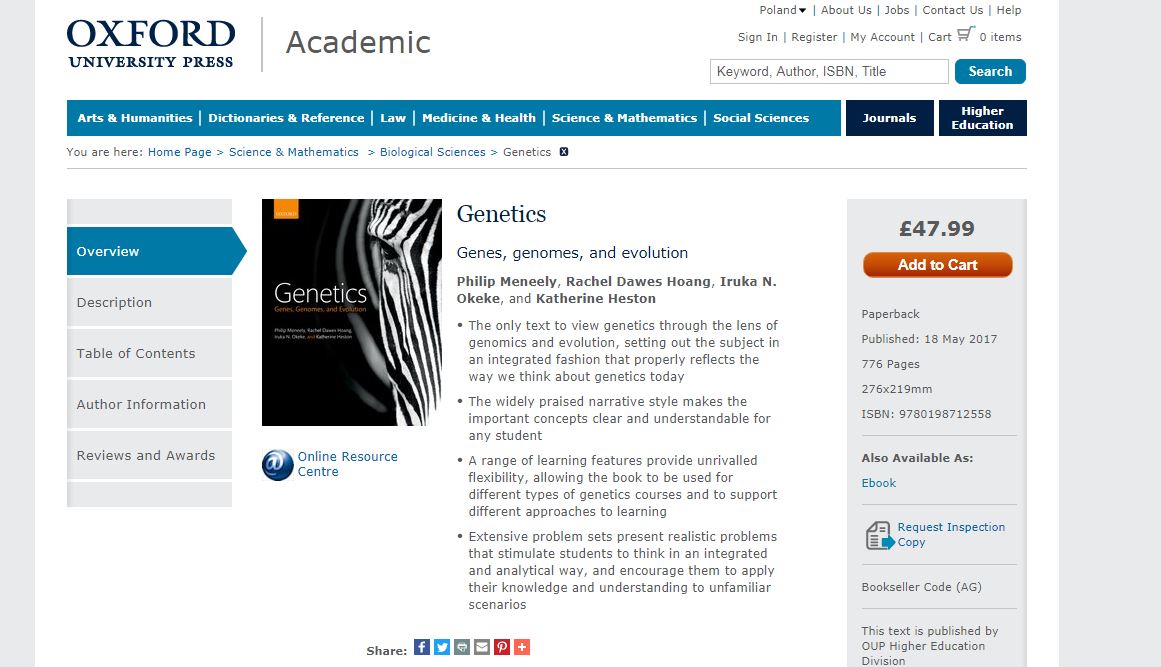 OXFORD
UNIVERSITY PRESS
Academic
Poland | About Us | Jobs | Contact Us | Help
Sign In | Register | My Account | Cart 0 items
Keyword, Author, ISBN, Title
Search
Arts & Humanities | Dictionaries & Reference | Law | Medicine & Health | Science & Mathematics | Social Sciences
Journals
Higher
Education
You are here: Home Page > Science & Mathematics > Biological Sciences > Genetics x
Overview
Description
Table of Contents
Author Information
Reviews and Awards
OXFORD
Genetics
Genes, Genomes, and Evolution
Philip Meneely, Rachel Dawes Hoang,
Iruka N. Okeke, and Katherine Heston
Online Resource
Centre
Genetics
Genes, genomes, and evolution
Philip Meneely, Rachel Dawes Hoang, Iruka N.
Okeke, and Katherine Heston
• The only text to view genetics through the lens of
genomics and evolution, setting out the subject in
an integrated fashion that properly reflects the
way we think about genetics today
• The widely praised narrative style makes the
important concepts clear and understandable for
any student
• A range of learning features provide unrivalled
flexibility, allowing the book to be used for
different types of genetics courses and to support
different approaches to learning
• Extensive problem sets present realistic problems
that stimulate students to think in an integrated
and analytical way, and encourage them to apply
their knowledge and understanding to unfamiliar
scenarios
Share:
£47.99
Add to Cart
Paperback
Published: 18 May 2017
776 Pages
276x219mm
ISBN: 9780198712558
Also Available As:
Ebook
Request Inspection
Copy
Bookseller Code (AG)
This text is published by
OUP Higher Education
Division